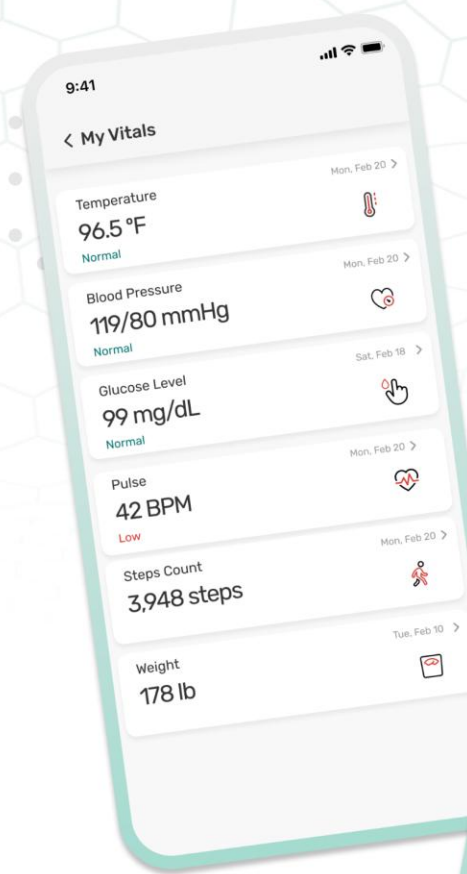 9:41
< My Vitals
Temperature
Mon, Feb 20 >
96.5 °F
Normal
Blood Pressure
Mon, Feb 20 >
119/80 mmHg
Normal
Glucose Level
Sat, Feb 18 >
99 mg/dL
Normal
Pulse
Mon, Feb 20 >
42 BPM
Low
Steps Count
Mon, Feb 20 >
3,948 steps
Weight
Tue, Feb 10 >
178 lb